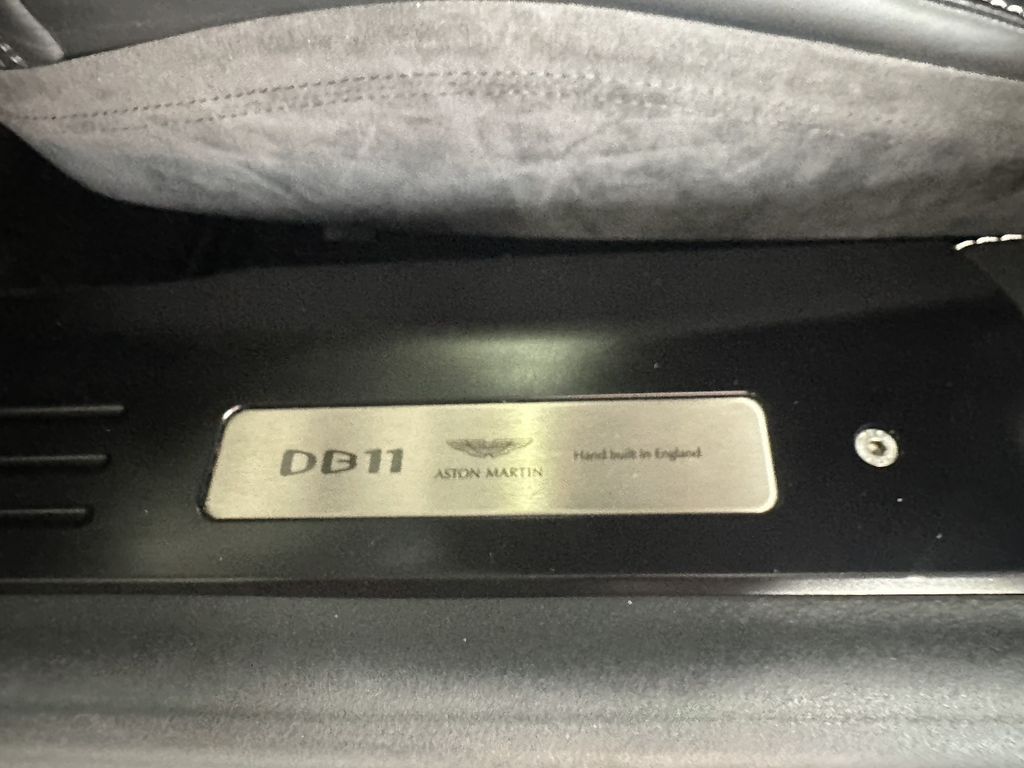 DB11
ASTON MARTIN
Hand built in England